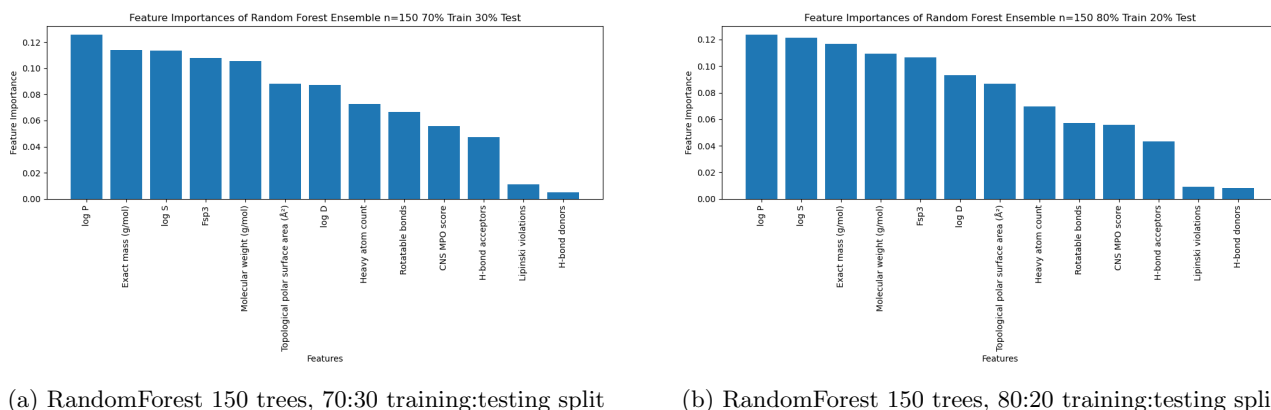 Feature Importances of Random Forest Ensemble n=150 70% Train 30% Test
Feature Importance
0.12
0.10
0.08
0.06
0.04
0.02
0.00
log P
Exact mass (g/mol)
log S
Fsp3
Molecular weight (g/mol)
Topological polar surface area (Å²)
log D
Heavy atom count
Rotatable bonds
CNS MPO score
H-bond acceptors
Lipinski violations
H-bond donors
Features
(a) RandomForest 150 trees, 70:30 training:testing split
Feature Importances of Random Forest Ensemble n=150 80% Train 20% Test
Feature Importance
0.12
0.10
0.08
0.06
0.04
0.02
0.00
log P
log S
Exact mass (g/mol)
Molecular weight (g/mol)
Fsp3
log D
Topological polar surface area (Å²)
Heavy atom count
Rotatable bonds
CNS MPO score
H-bond acceptors
Lipinski violations
H-bond donors
Features
(b) RandomForest 150 trees, 80:20 training:testing spli